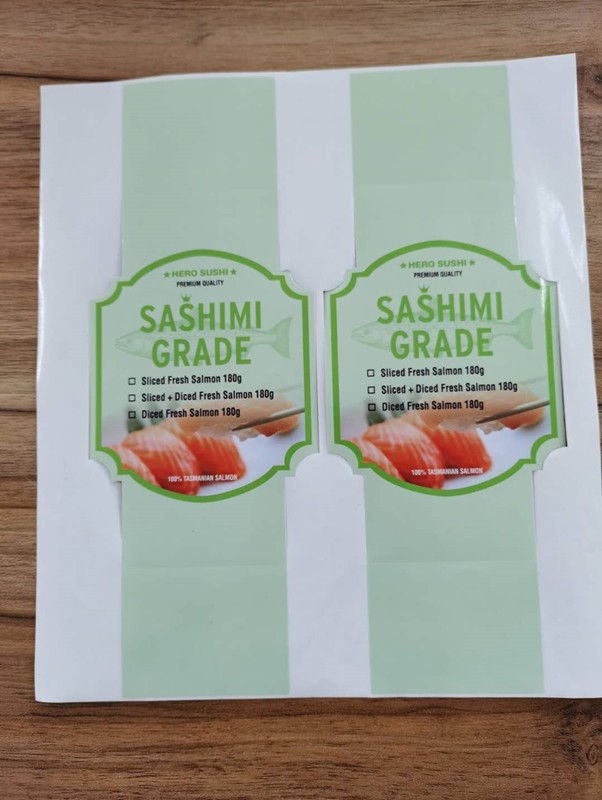 ★ HERO SUSHI ★
PREMIUM QUALITY
SASHIMI
GRADE
☐ Sliced Fresh Salmon 180g
☐ Sliced + Diced Fresh Salmon 180g
☐ Diced Fresh Salmon 180g
100% TASMANIAN SALMON
★ HERO SUSHI ★
PREMIUM QUALITY
SASHIMI
GRADE
☐ Sliced Fresh Salmon 180g
☐ Sliced + Diced Fresh Salmon 180g
☐ Diced Fresh Salmon 180g
100% TASMANIAN SALMON